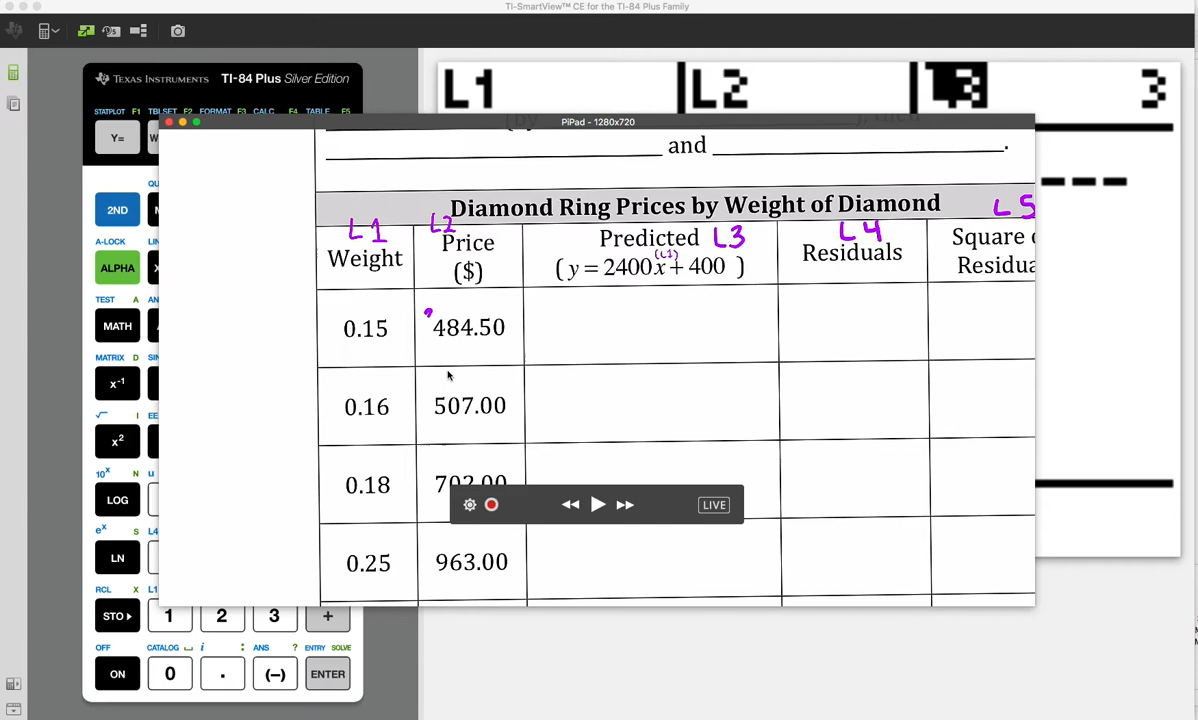 TI-SmartView™ CE for the TI-84 Plus Family
TEXAS INSTRUMENTS TI-84 Plus Silver Edition
STATPLOT F1 TBLSET F2 FORMAT F3 CALC F4 TABLE F5
Y=
L1 L2 3
PiPad - 1280x720
and .
Diamond Ring Prices by Weight of Diamond
L1 L2 L3 L4 L5
Weight
Price
($)
Predicted
(L1)
( y = 2400x + 400 )
Residuals
Square
0.15 484.50
0.16 507.00
0.18 702.00
0.25 963.00
LIVE
2ND
A-LOCK
ALPHA
TEST A
MATH
MATRIX D
x⁻¹
√ I
x²
10ˣ N
LOG
eˣ S
LN
RCL X
STO▸ 1 2 3 +
OFF CATALOG i : ANS ? ENTRY SOLVE
ON 0 . (−) ENTER